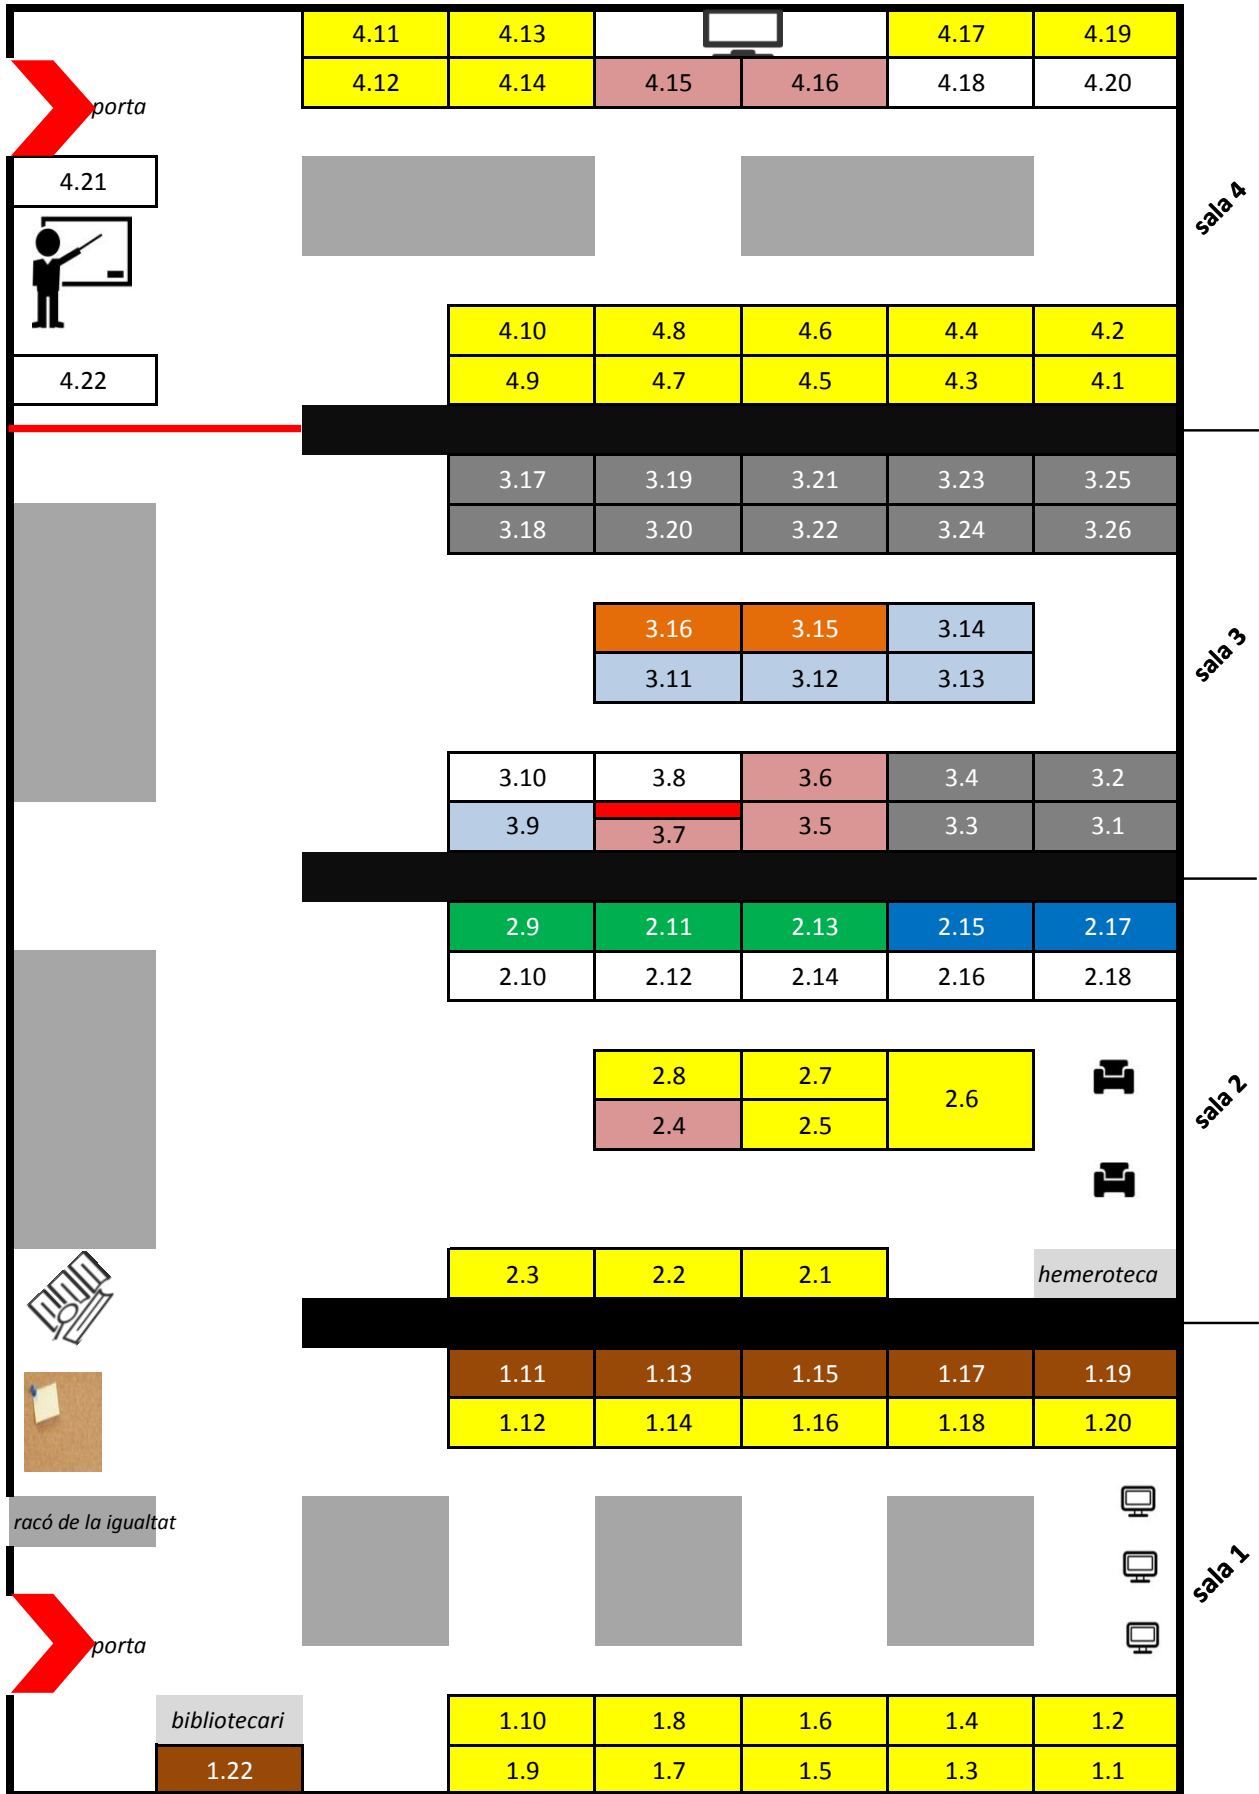 4.11 4.13 4.17 4.19
4.12 4.14 4.15 4.16 4.18 4.20
porta
4.21
sala 4
4.10 4.8 4.6 4.4 4.2
4.22 4.9 4.7 4.5 4.3 4.1
3.17 3.19 3.21 3.23 3.25
3.18 3.20 3.22 3.24 3.26
3.16 3.15 3.14
sala 3
3.11 3.12 3.13
3.10 3.8 3.6 3.4 3.2
3.9 3.7 3.5 3.3 3.1
2.9 2.11 2.13 2.15 2.17
2.10 2.12 2.14 2.16 2.18
2.8 2.7 2.6
sala 2
2.4 2.5
2.3 2.2 2.1 hemeroteca
1.11 1.13 1.15 1.17 1.19
1.12 1.14 1.16 1.18 1.20
racó de la igualtat
sala 1
porta
bibliotecari 1.10 1.8 1.6 1.4 1.2
1.22 1.9 1.7 1.5 1.3 1.1